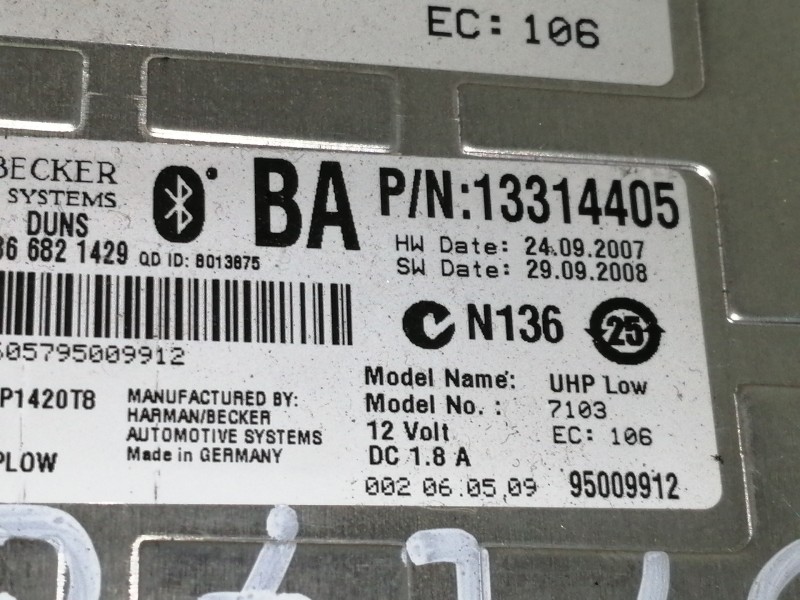 EC: 106
BECKER
SYSTEMS
DUNS
36 682 1429 QD ID: B013875
BA
P/N:13314405
HW Date: 24.09.2007
SW Date: 29.09.2008
N136
25
605795009912
P1420T8
PLOW
MANUFACTURED BY:
HARMAN/BECKER
AUTOMOTIVE SYSTEMS
Made in GERMANY
Model Name: UHP Low
Model No. : 7103
12 Volt EC: 106
DC 1.8 A
002 06.05.09 95009912